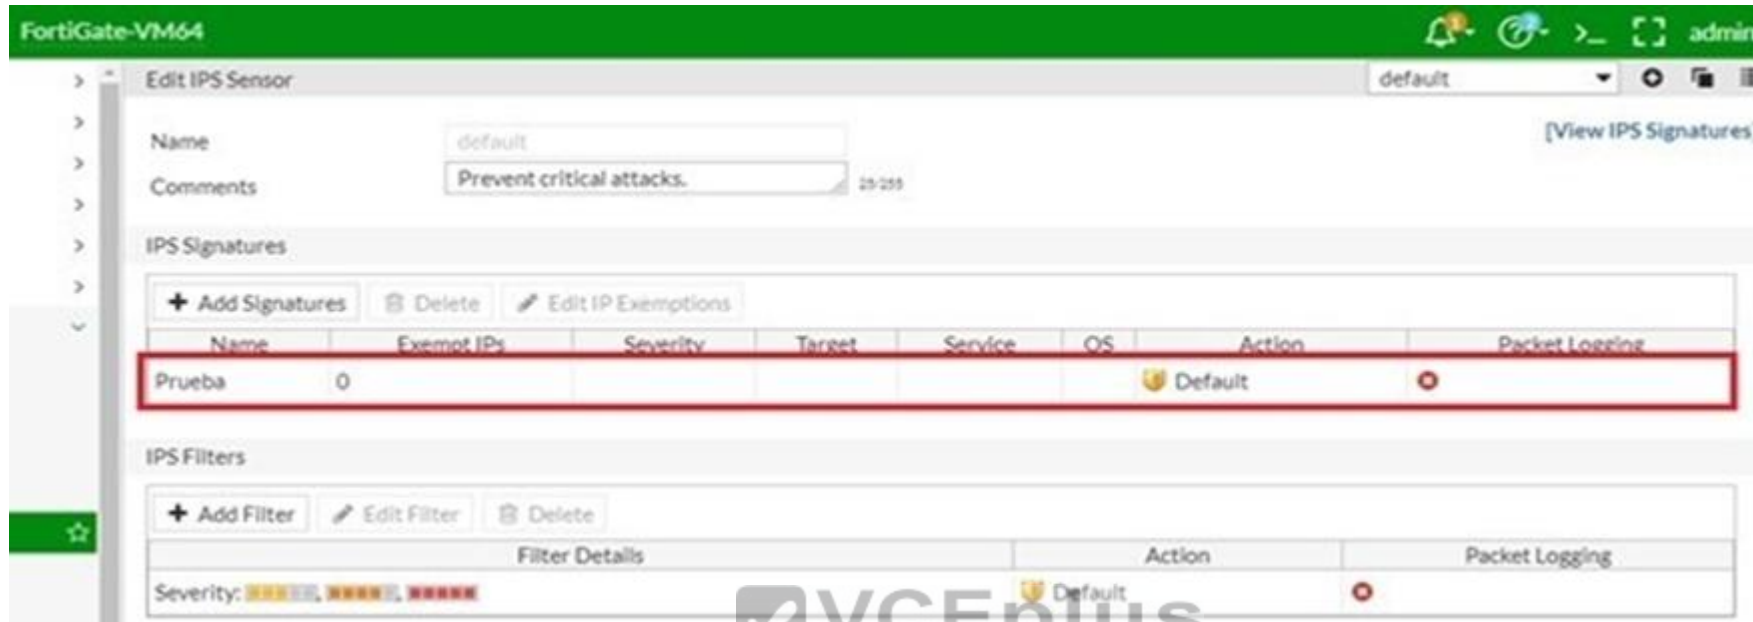 FortiGate-VM64
admin
Edit IPS Sensor
default
[View IPS Signatures]
Name
default
Comments
Prevent critical attacks.
IPS Signatures
Add Signatures
Delete
Edit IP Exemptions
Name Exempt IPs Severity Target Service OS Action Packet Logging
Prueba 0 Default
IPS Filters
Add Filter
Edit Filter
Delete
Filter Details Action Packet Logging
Severity: Default
VCEplus